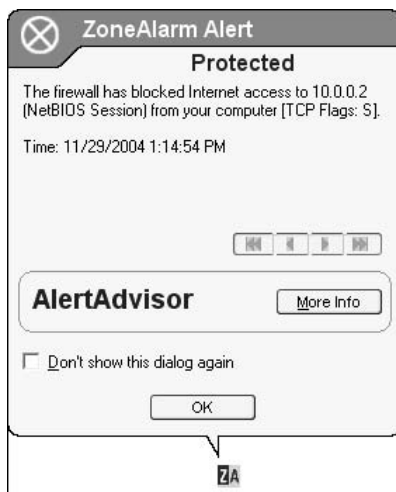 ZoneAlarm Alert
Protected
The firewall has blocked Internet access to 10.0.0.2
(NetBIOS Session) from your computer [TCP Flags: S].
Time: 11/29/2004 1:14:54 PM
AlertAdvisor
More Info
Don't show this dialog again
OK
ZA